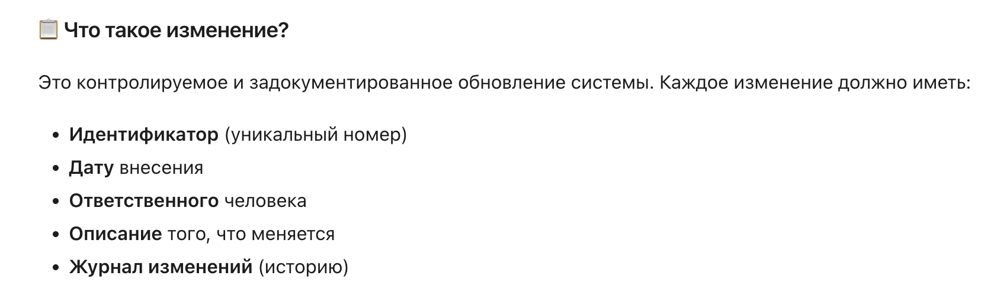 📋 Что такое изменение?
Это контролируемое и задокументированное обновление системы. Каждое изменение должно иметь:
• Идентификатор (уникальный номер)
• Дату внесения
• Ответственного человека
• Описание того, что меняется
• Журнал изменений (историю)